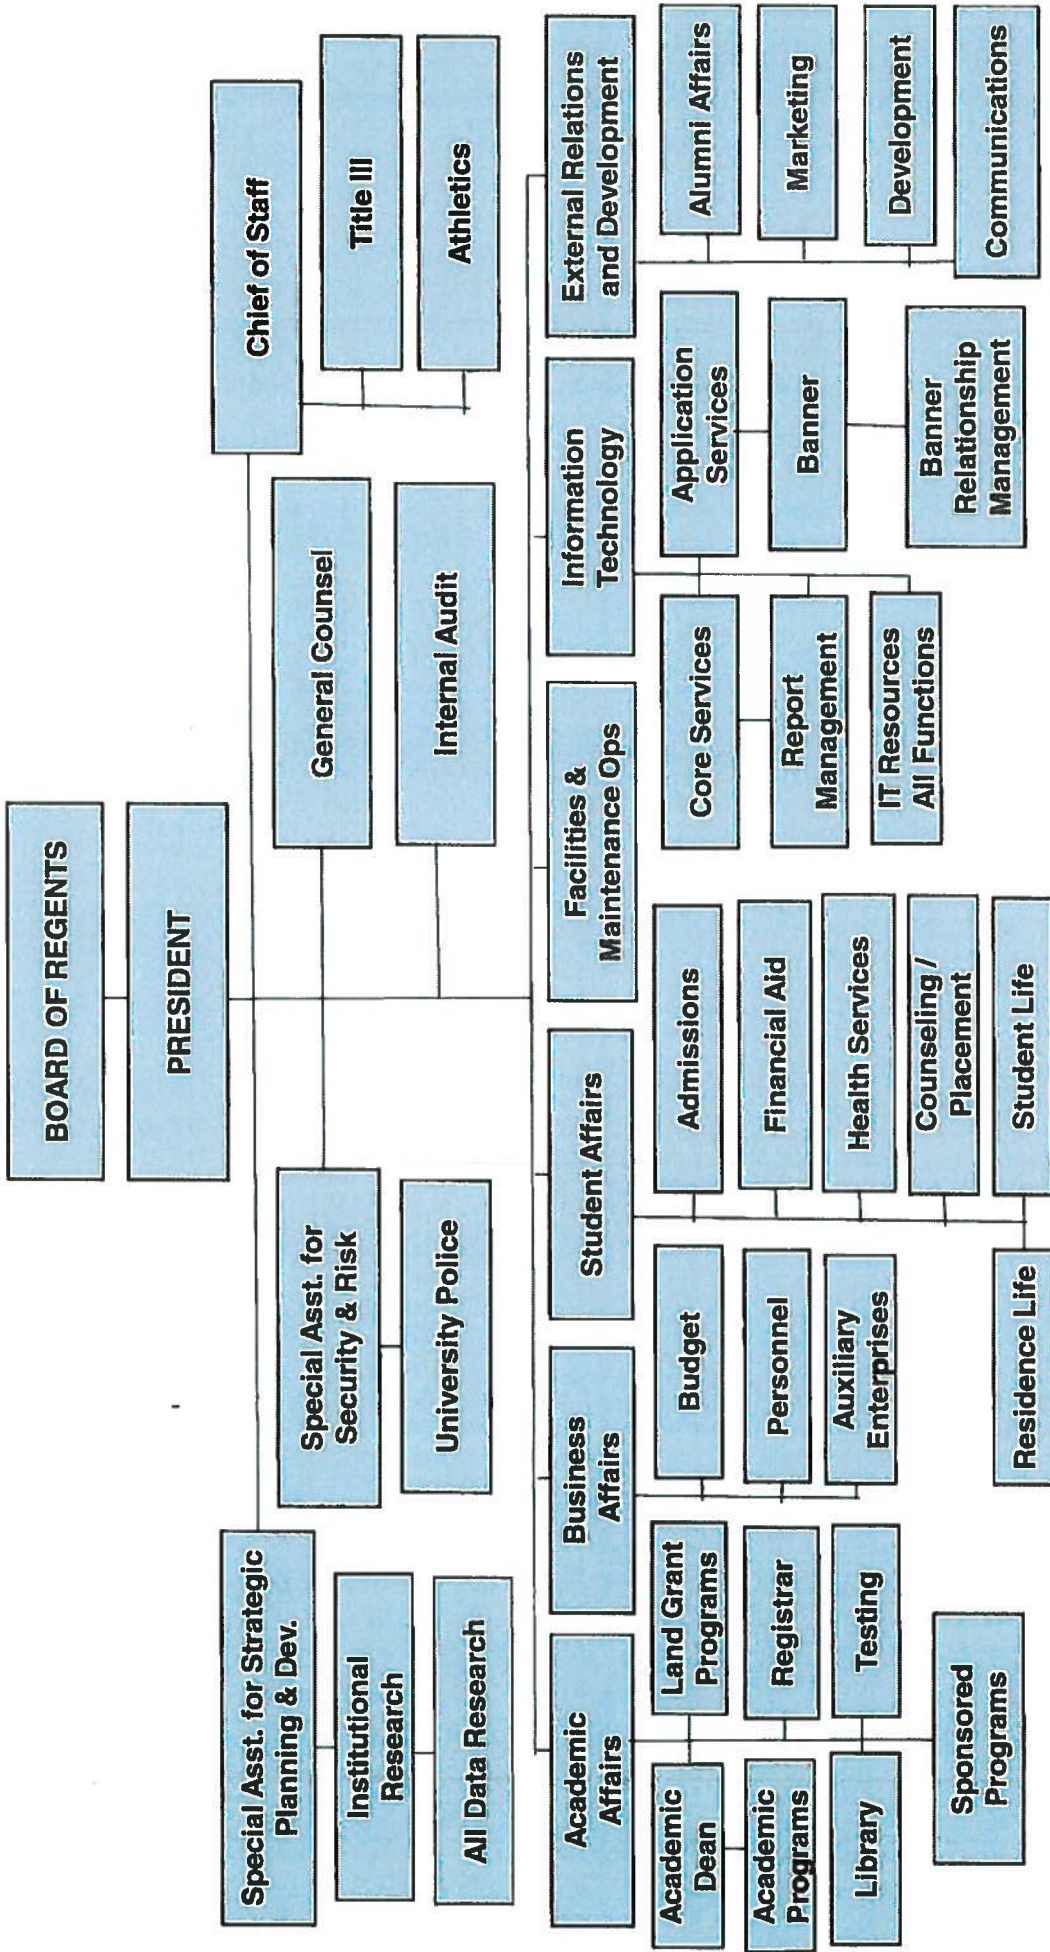 BOARD OF REGENTS
PRESIDENT
Special Asst. for Strategic
Planning & Dev.
Institutional
Research
All Data Research
Special Asst. for
Security & Risk
University Police
General Counsel
Internal Audit
Chief of Staff
Title III
Athletics
Academic
Affairs
Academic
Dean
Land Grant
Programs
Academic
Programs
Registrar
Library
Testing
Sponsored
Programs
Business
Affairs
Budget
Personnel
Auxiliary
Enterprises
Student Affairs
Admissions
Financial Aid
Health Services
Counseling /
Placement
Student Life
Residence Life
Facilities &
Maintenance Ops
Information
Technology
Core Services
Application
Services
Report
Management
Banner
IT Resources
All Functions
Banner
Relationship
Management
External Relations
and Development
Alumni Affairs
Marketing
Development
Communications